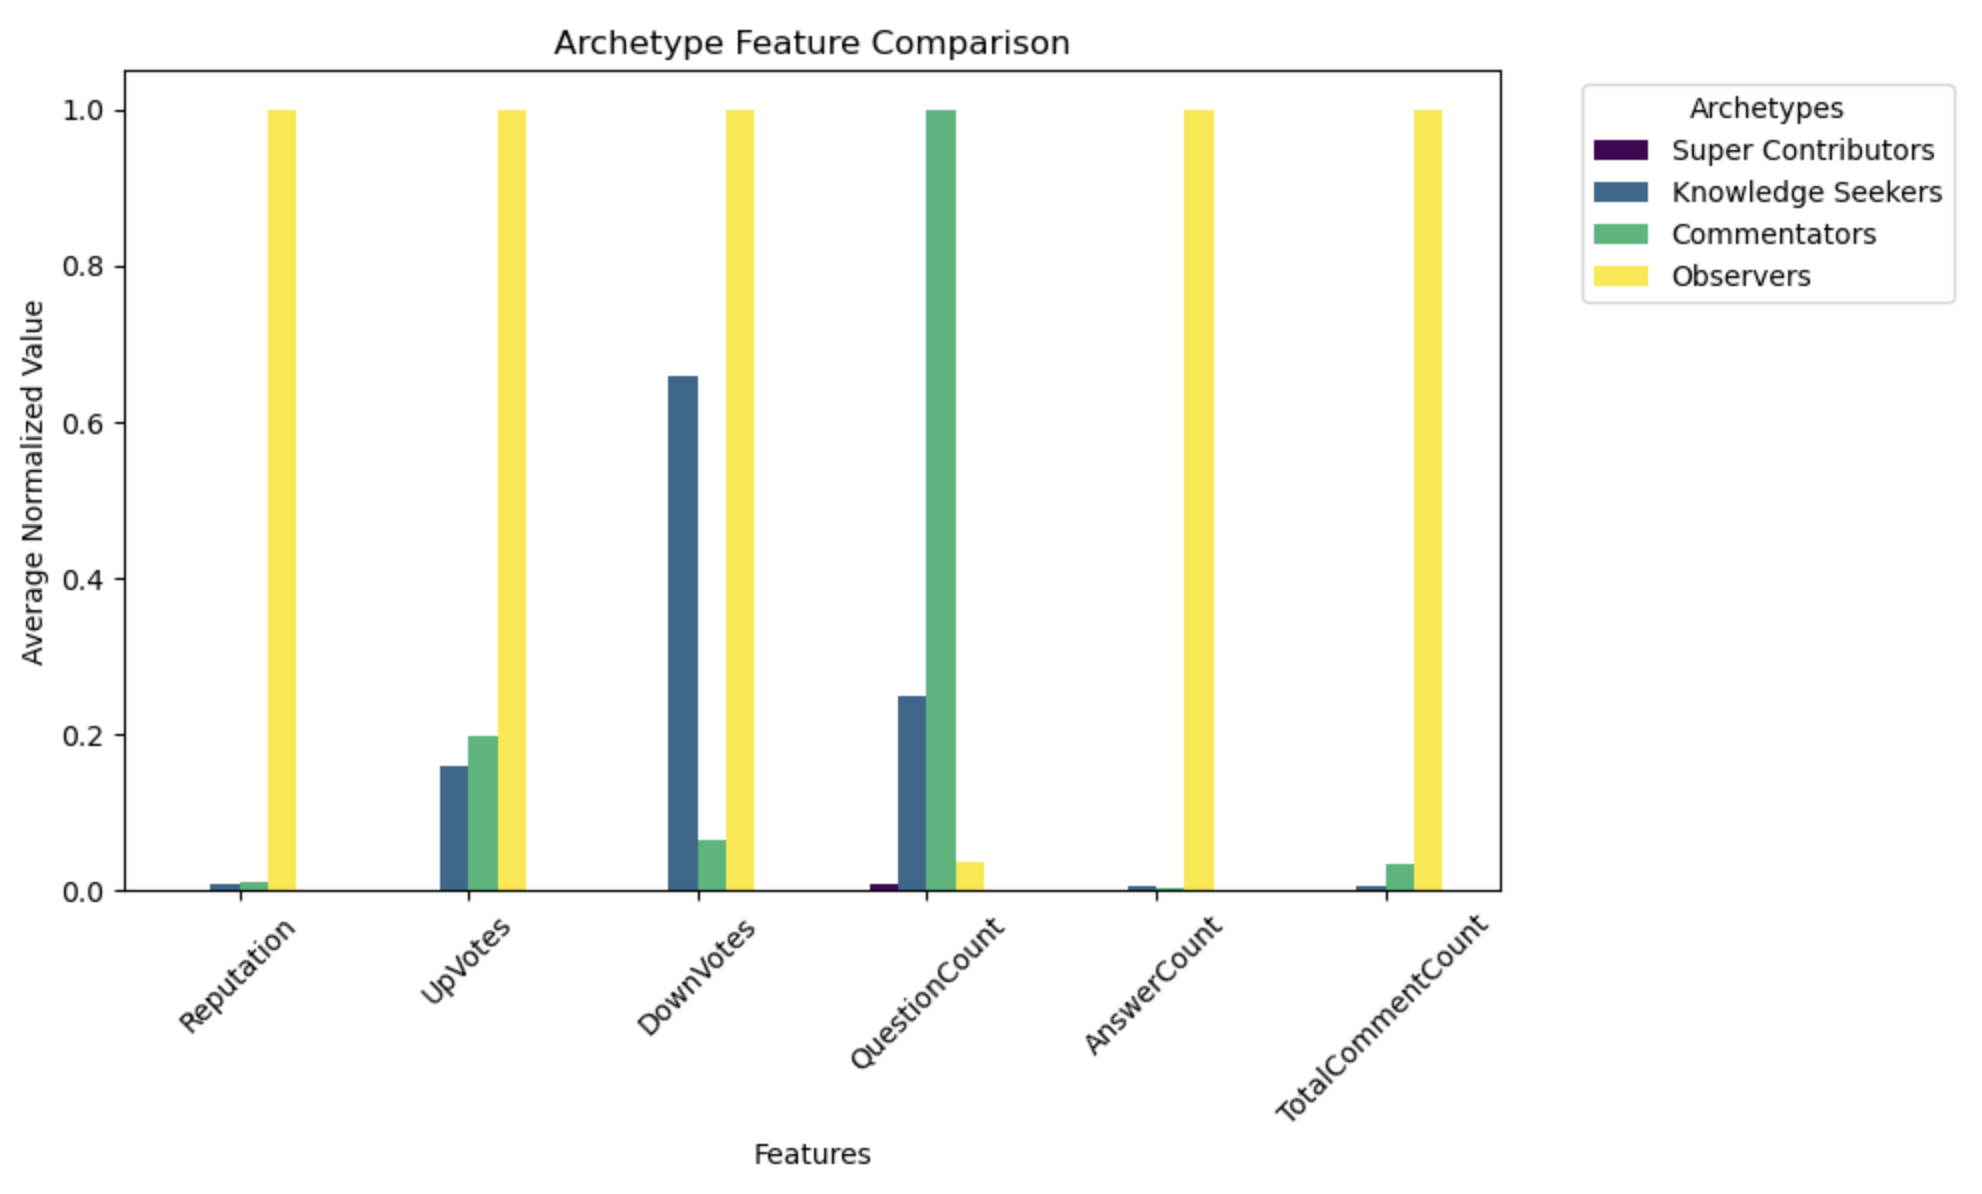 Archetype Feature Comparison
Average Normalized Value
1.0
0.8
0.6
0.4
0.2
0.0
Reputation
UpVotes
DownVotes
QuestionCount
AnswerCount
TotalCommentCount
Features
Archetypes
Super Contributors
Knowledge Seekers
Commentators
Observers